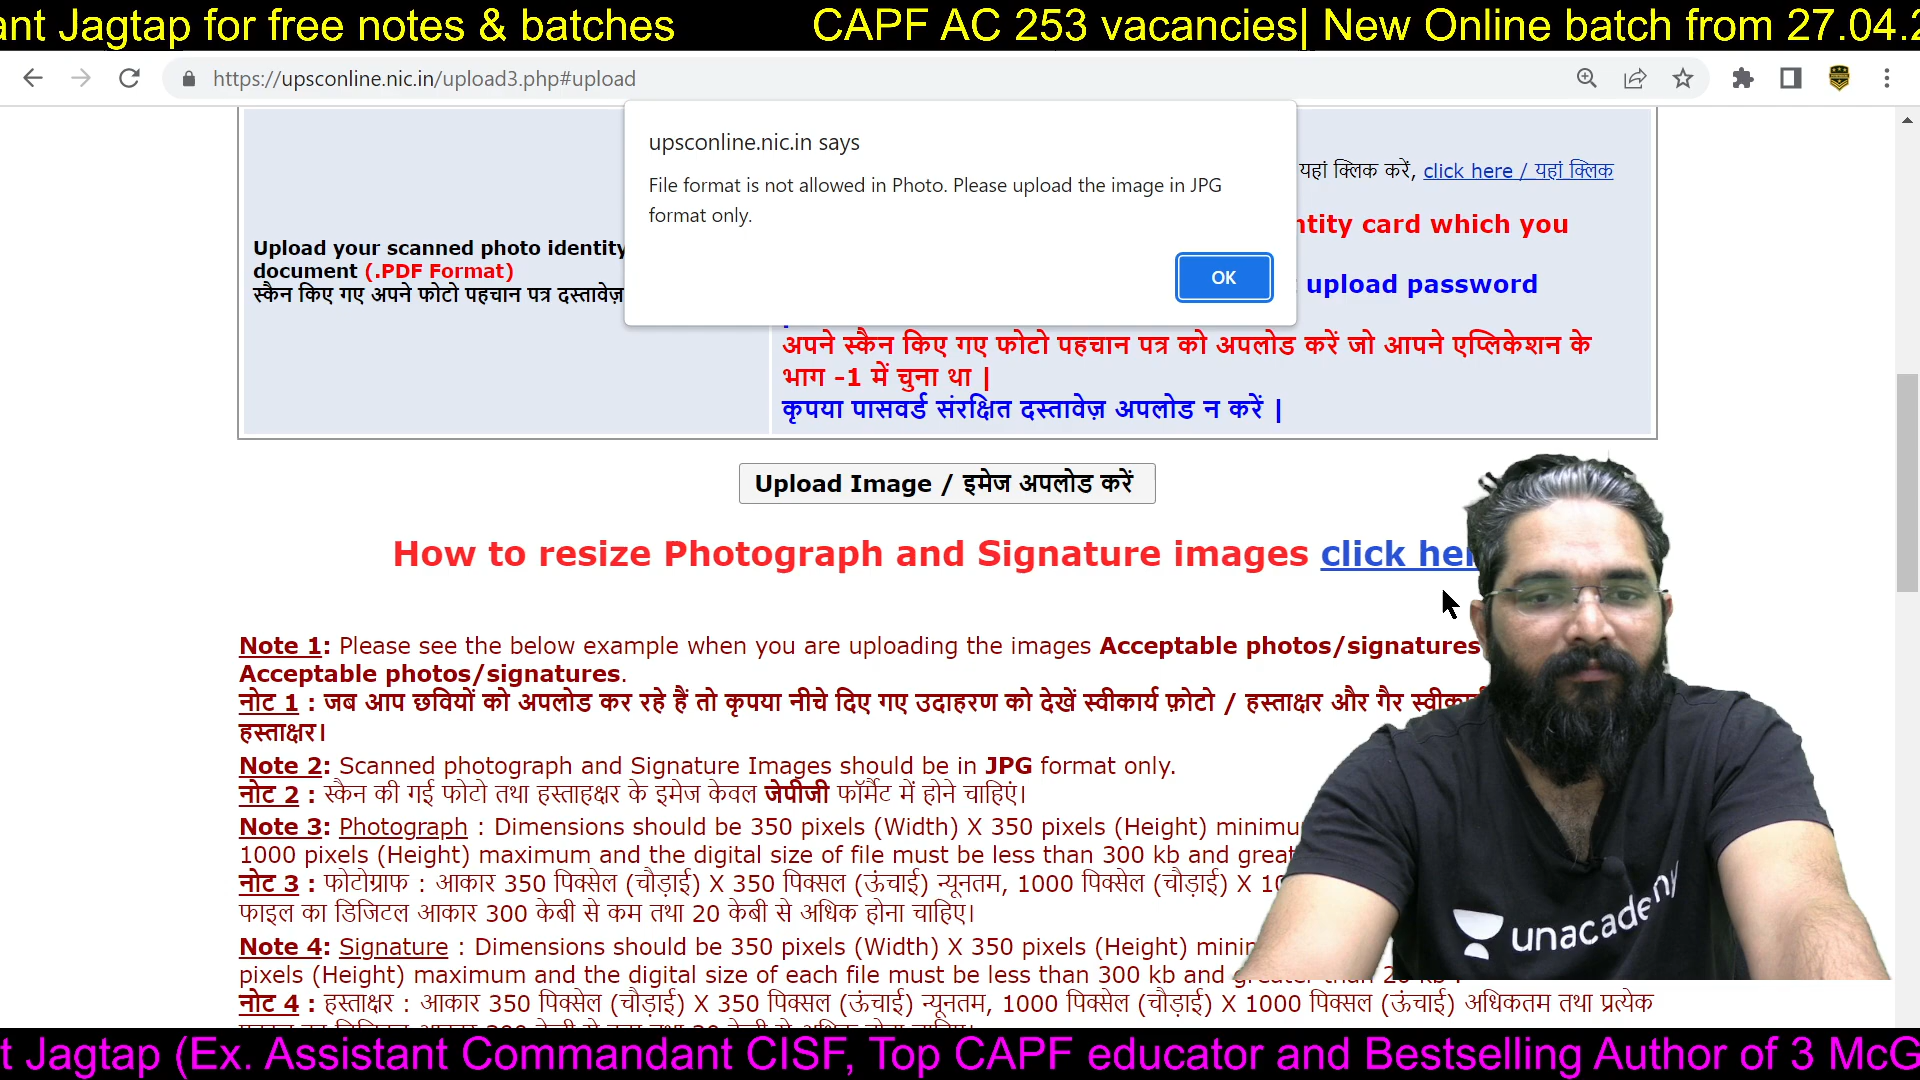 ant Jagtap for free notes & batches CAPF AC 253 vacancies| New Online batch from 27.04.2
https://upsconline.nic.in/upload3.php#upload
upsconline.nic.in says
File format is not allowed in Photo. Please upload the image in JPG
format only.
OK
यहां क्लिक करें, click here / यहां क्लिक
ntity card which you
upload password
Upload your scanned photo identity
document (.PDF Format)
स्कैन किए गए अपने फोटो पहचान पत्र दस्तावेज़
अपने स्कैन किए गए फोटो पहचान पत्र को अपलोड करें जो आपने एप्लिकेशन के
भाग -1 में चुना था |
कृपया पासवर्ड संरक्षित दस्तावेज़ अपलोड न करें |
Upload Image / इमेज अपलोड करें
How to resize Photograph and Signature images click her
Note 1: Please see the below example when you are uploading the images Acceptable photos/signatures
Acceptable photos/signatures.
नोट 1 : जब आप छवियों को अपलोड कर रहे हैं तो कृपया नीचे दिए गए उदाहरण को देखें स्वीकार्य फ़ोटो / हस्ताक्षर और गैर
हस्ताक्षर।
Note 2: Scanned photograph and Signature Images should be in JPG format only.
नोट 2 : स्कैन की गई फोटो तथा हस्ताहक्षर के इमेज केवल जेपीजी फॉर्मैट में होने चाहिएं।
Note 3: Photograph : Dimensions should be 350 pixels (Width) X 350 pixels (Height) minimu
1000 pixels (Height) maximum and the digital size of file must be less than 300 kb and great
नोट 3 : फोटोग्राफ : आकार 350 पिक्सेल (चौड़ाई) X 350 पिक्सल (ऊंचाई) न्यूनतम, 1000 पिक्सेल (चौड़ाई) X 10
फाइल का डिजिटल आकार 300 केबी से कम तथा 20 केबी से अधिक होना चाहिए।
Note 4: Signature : Dimensions should be 350 pixels (Width) X 350 pixels (Height) minin
pixels (Height) maximum and the digital size of each file must be less than 300 kb and greater than 20
नोट 4 : हस्ताक्षर : आकार 350 पिक्सेल (चौड़ाई) X 350 पिक्सल (ऊंचाई) न्यूनतम, 1000 पिक्सेल (चौड़ाई) X 1000 पिक्सल (ऊंचाई) अधिकतम तथा प्रत्येक
unacademy
t Jagtap (Ex. Assistant Commandant CISF, Top CAPF educator and Bestselling Author of 3 McG